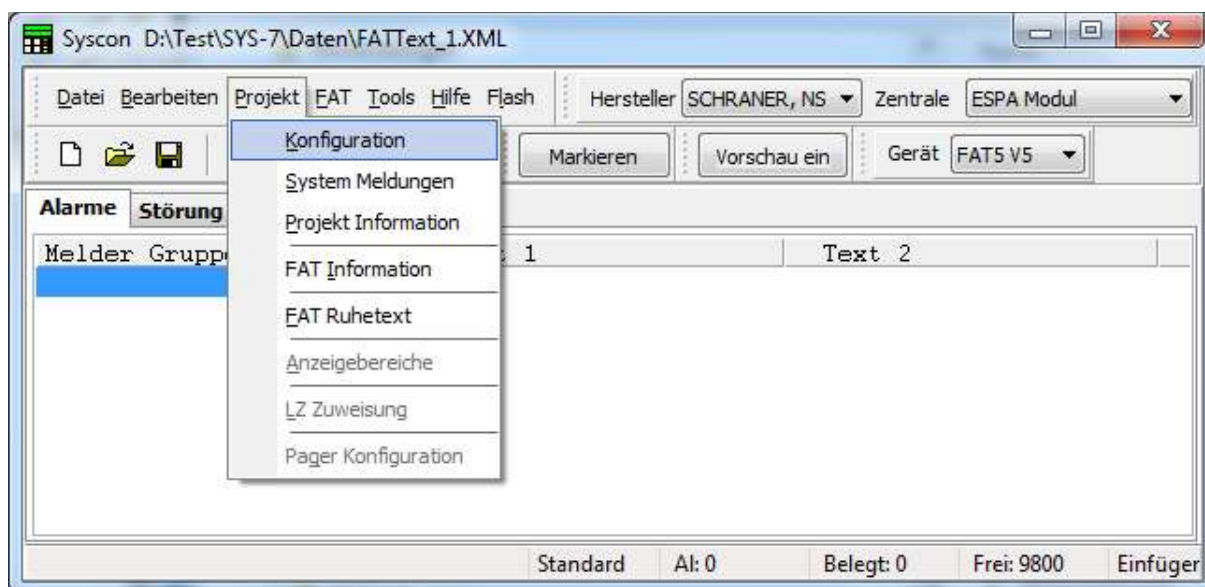 Syscon D:\Test\SYS-7\Daten\FATText_1.XML
Datei Bearbeiten Projekt FAT Tools Hilfe Flash Hersteller SCHRANER, NS Zentrale ESPA Modul
Markieren Vorschau ein Gerät FAT5 V5
Konfiguration
System Meldungen
Projekt Information
FAT Information
FAT Ruhetext
Anzeigebereiche
LZ Zuweisung
Pager Konfiguration
Alarme Störung
Melder Grupp 1 Text 2
Standard Al: 0 Belegt: 0 Frei: 9800 Einfüger